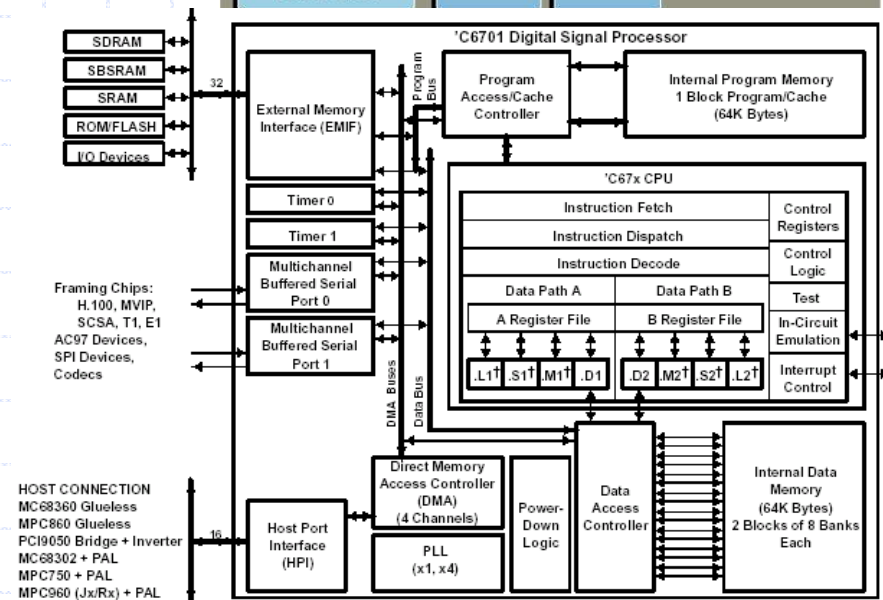 'C6701 Digital Signal Processor
SDRAM
SBSRAM
SRAM
ROM/FLASH
I/O Devices
32
External Memory
Interface (EMIF)
Program
Bus
Program
Access/Cache
Controller
Internal Program Memory
1 Block Program/Cache
(64K Bytes)
Timer 0
Timer 1
Multichannel
Buffered Serial
Port 0
Multichannel
Buffered Serial
Port 1
Framing Chips:
H.100, MVIP,
SCSA, T1, E1
AC97 Devices,
SPI Devices,
Codecs
DMA Buses
Data Bus
'C67x CPU
Instruction Fetch
Instruction Dispatch
Instruction Decode
Control
Registers
Control
Logic
Test
In-Circuit
Emulation
Interrupt
Control
Data Path A
Data Path B
A Register File
B Register File
.L1†
.S1†
.M1†
.D1
.D2
.M2†
.S2†
.L2†
HOST CONNECTION
MC68360 Glueless
MPC860 Glueless
PCI9050 Bridge + Inverter
MC68302 + PAL
MPC750 + PAL
MPC960 (Jx/Rx) + PAL
16
Host Port
Interface
(HPI)
Direct Memory
Access Controller
(DMA)
(4 Channels)
PLL
(x1, x4)
Power-
Down
Logic
Data
Access
Controller
Internal Data
Memory
(64K Bytes)
2 Blocks of 8 Banks
Each